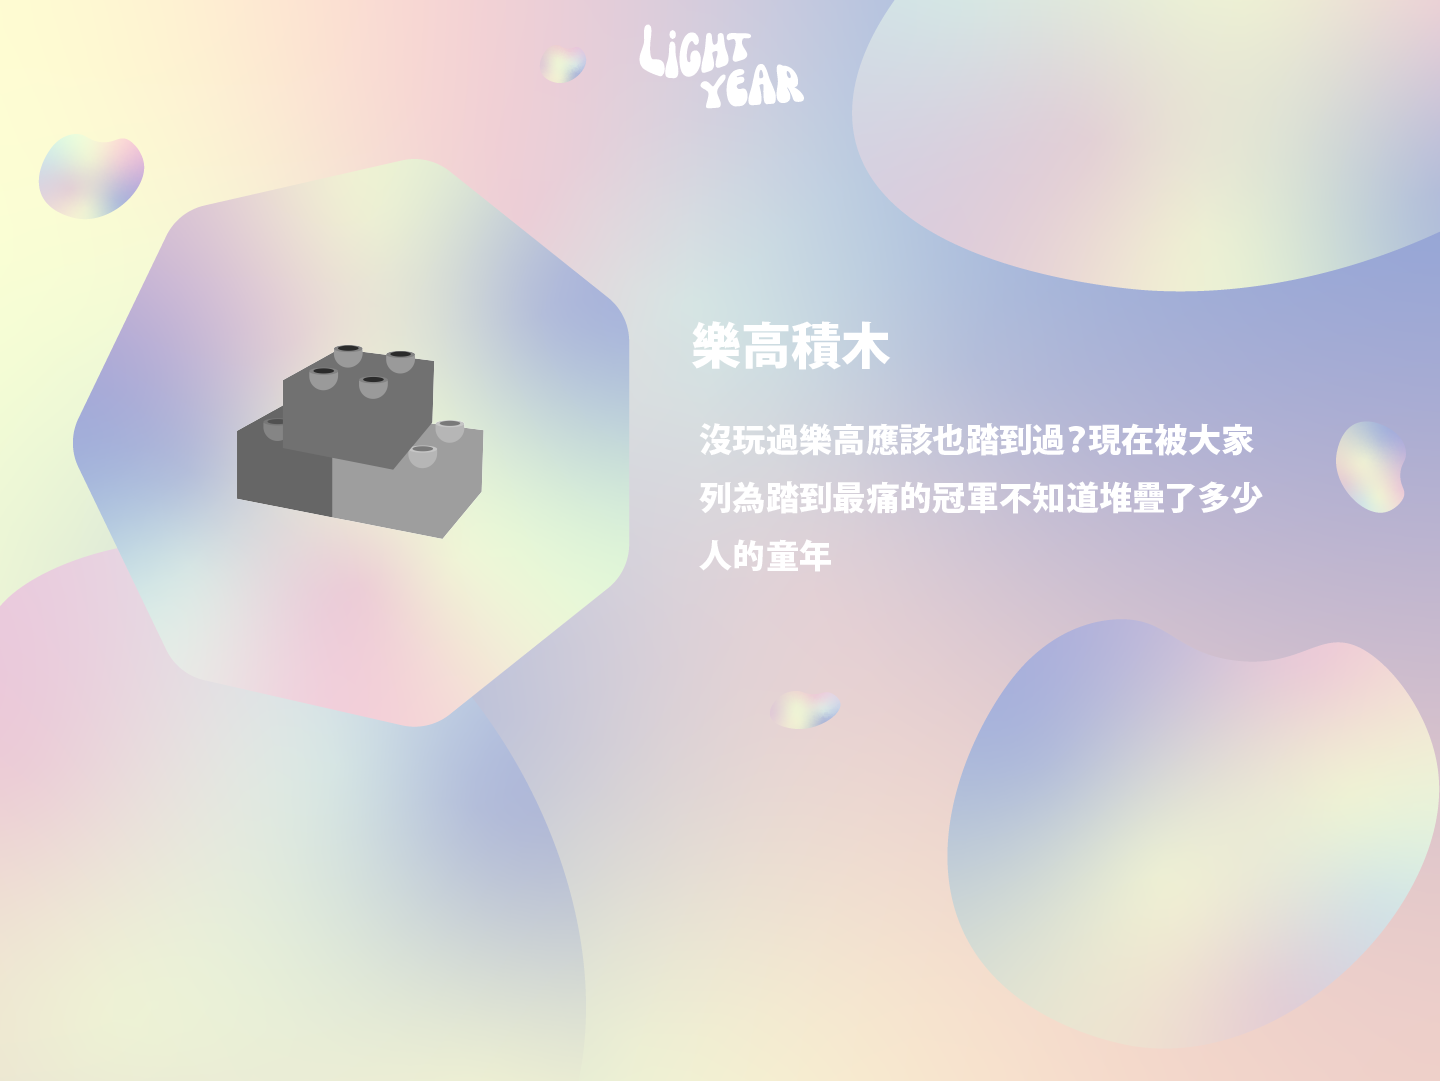 LiGHT
YEAR
樂高積木
沒玩過樂高應該也踏到過?現在被大家
列為踏到最痛的冠軍不知道堆疊了多少
人的童年